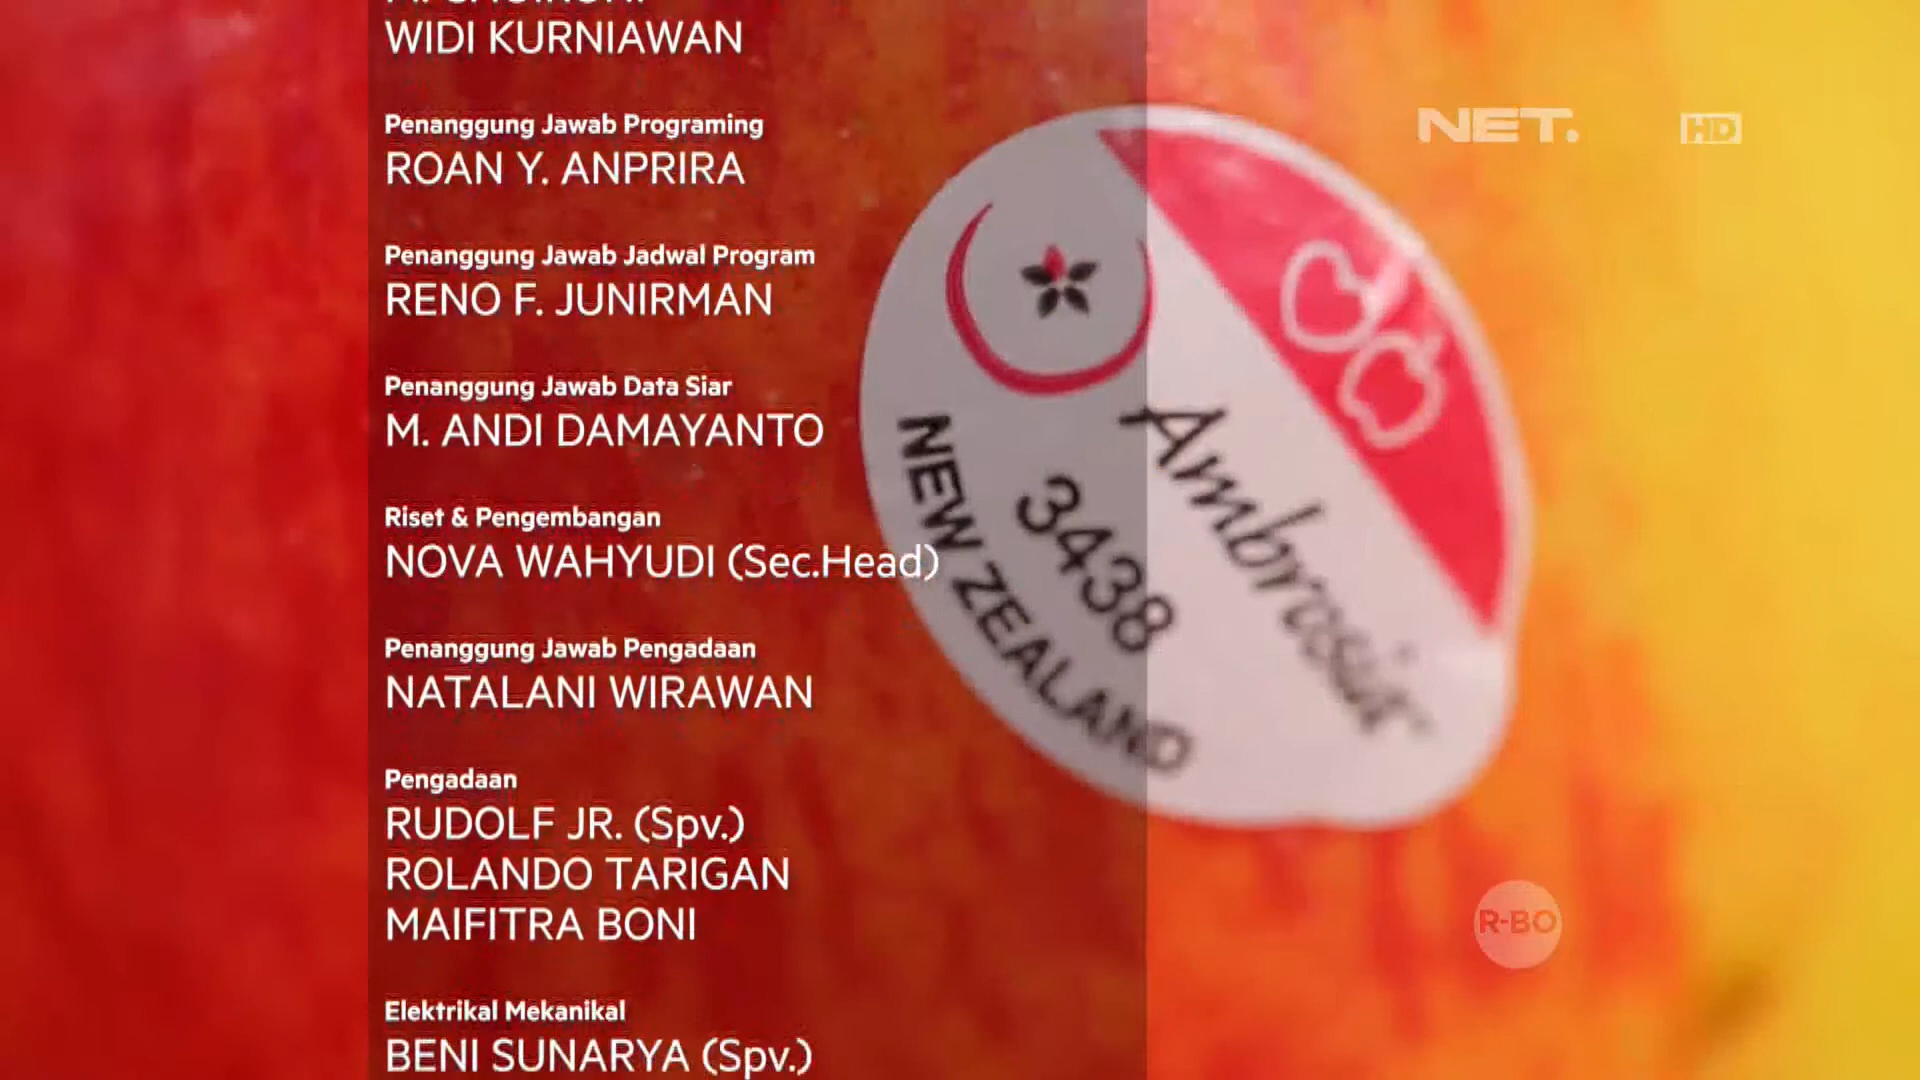 WIDI KURNIAWAN
Penanggung Jawab Programing
ROAN Y. ANPRIRA
Penanggung Jawab Jadwal Program
RENO F. JUNIRMAN
Penanggung Jawab Data Siar
M. ANDI DAMAYANTO
Riset & Pengembangan
NOVA WAHYUDI (Sec.Head)
Penanggung Jawab Pengadaan
NATALANI WIRAWAN
Pengadaan
RUDOLF JR. (Spv.)
ROLANDO TARIGAN
MAIFITRA BONI
Elektrikal Mekanikal
BENI SUNARYA (Spv.)
NET.
HD
Ambrosia
3438
NEW ZEALAND
R-BO